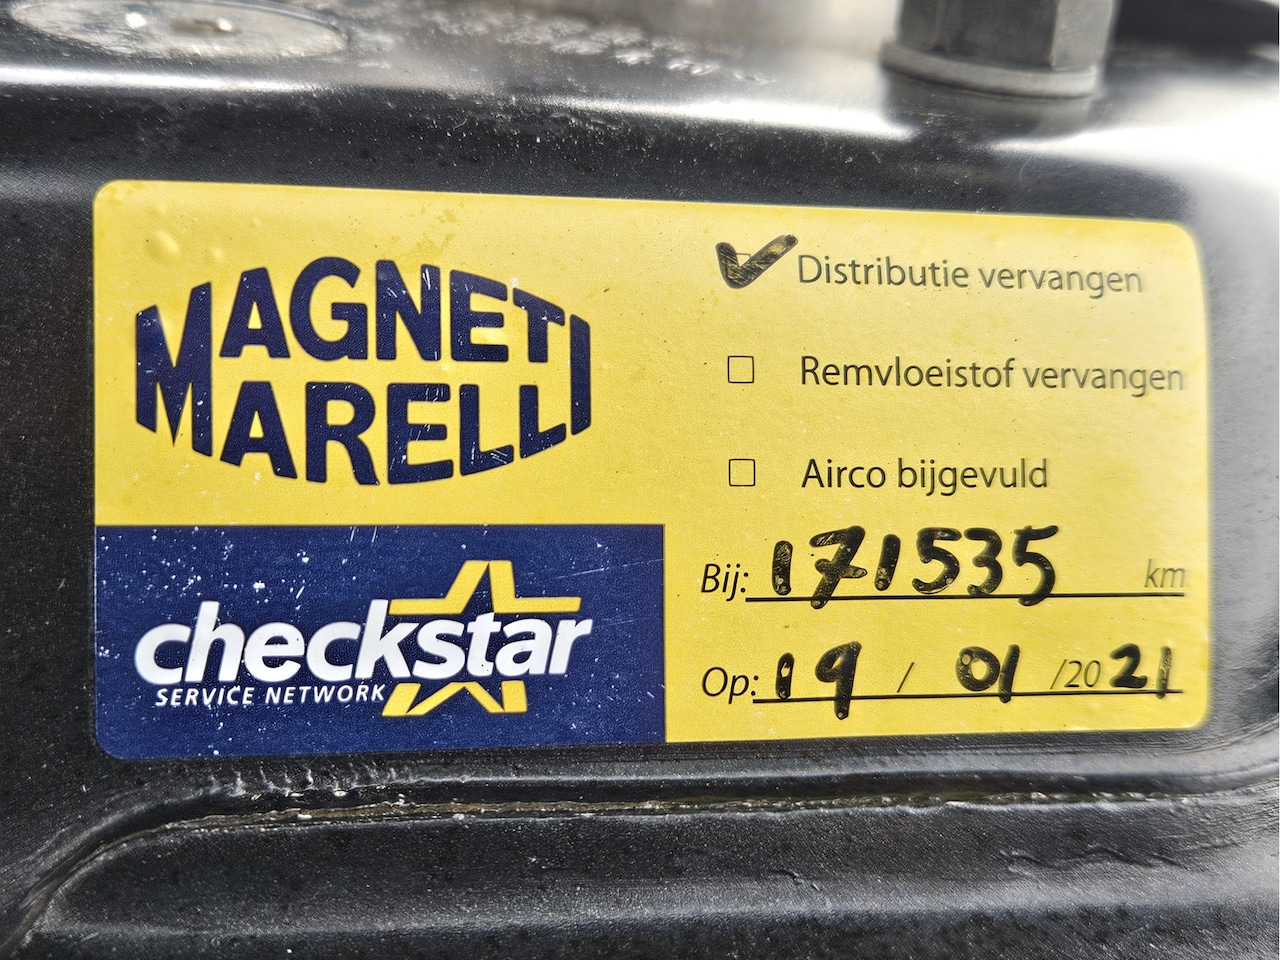 MAGNETI
MARELLI
checkstar
SERVICE NETWORK
Distributie vervangen
Remvloeistof vervangen
Airco bijgevuld
Bij: 171535 km
Op: 19 / 01 /2021